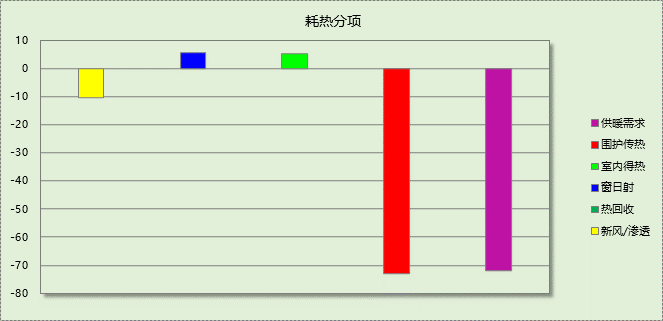 耗热分项
10
0
-10
-20
-30
-40
-50
-60
-70
-80
供暖需求
围护传热
室内得热
窗日射
热回收
新风/渗透